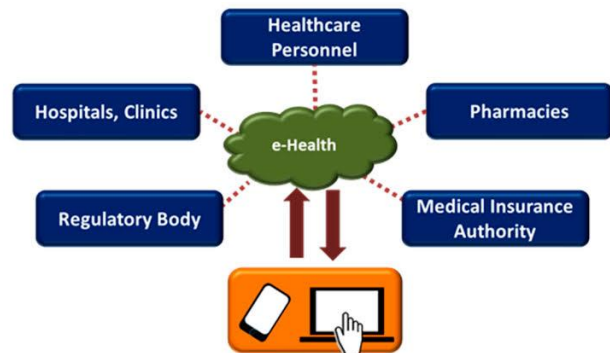 Healthcare
Personnel
Hospitals, Clinics
Pharmacies
e-Health
Regulatory Body
Medical Insurance
Authority